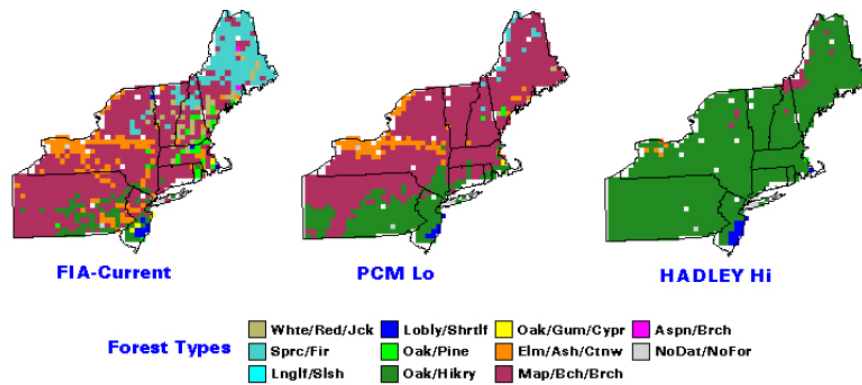 FIA-Current PCM Lo HADLEY Hi
Forest Types
Whte/Red/Jck Lobly/Shrtlf Oak/Gum/Cypr Aspn/Brch
Sprc/Fir Oak/Pine Elm/Ash/Ctnw NoDat/NoFor
Lnglf/Slsh Oak/Hikry Map/Bch/Brch